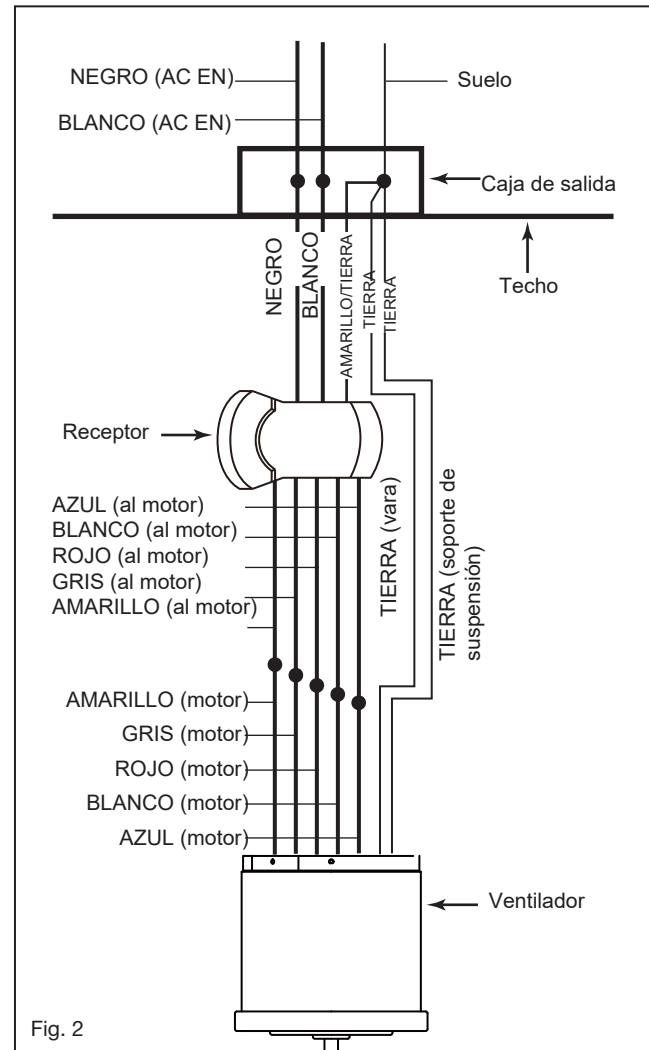 NEGRO (AC EN)
Suelo
BLANCO (AC EN)
Caja de salida
Techo
NEGRO
BLANCO
AMARILLO/TIERRA
TIERRA
TIERRA
Receptor
AZUL (al motor)
BLANCO (al motor)
ROJO (al motor)
GRIS (al motor)
AMARILLO (al motor)
TIERRA (vara)
TIERRA (soporte de
suspensión)
AMARILLO (motor)
GRIS (motor)
ROJO (motor)
BLANCO (motor)
AZUL (motor)
Ventilador
Fig. 2